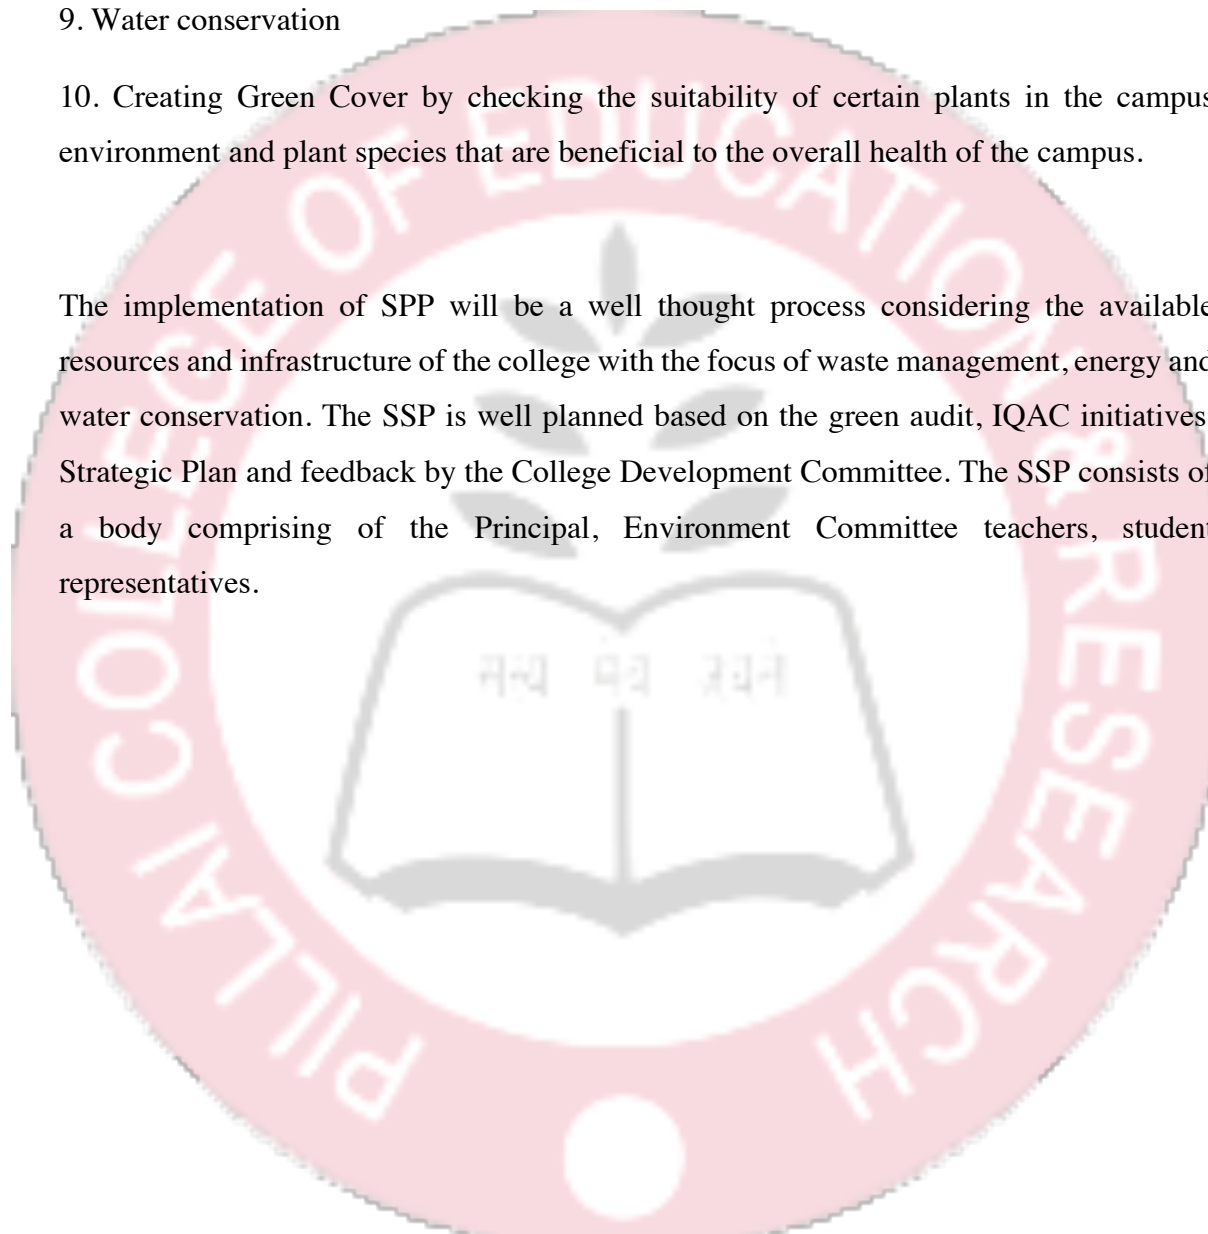 9. Water conservation
10. Creating Green Cover by checking the suitability of certain plants in the campus
environment and plant species that are beneficial to the overall health of the campus.
The implementation of SPP will be a well thought process considering the available
resources and infrastructure of the college with the focus of waste management, energy and
water conservation. The SSP is well planned based on the green audit, IQAC initiatives
Strategic Plan and feedback by the College Development Committee. The SSP consists of
a body comprising of the Principal, Environment Committee teachers, student
representatives.
PILLAI COLLEGE OF EDUCATION & RESEARCH